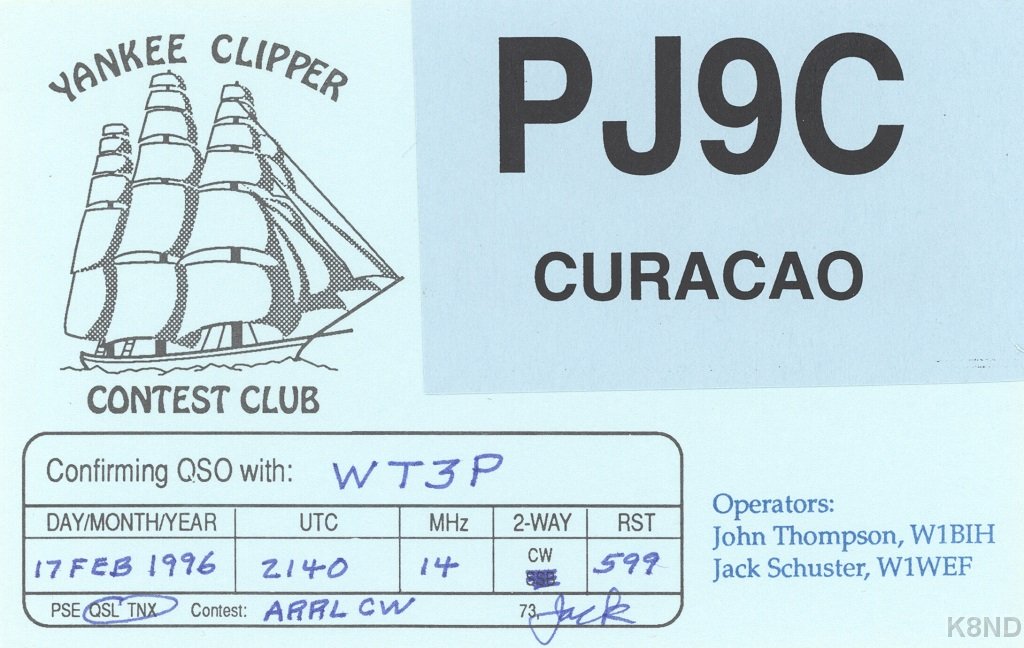 YANKEE CLIPPER
CONTEST CLUB
PJ9C
CURACAO
Confirming QSO with: WT3P
DAY/MONTH/YEAR UTC MHz 2-WAY RST
17 FEB 1996 2140 14 CW SSB 599
PSE QSL TNX Contest: ARRL CW 73, Jack
Operators:
John Thompson, W1BIH
Jack Schuster, W1WEF
K8ND